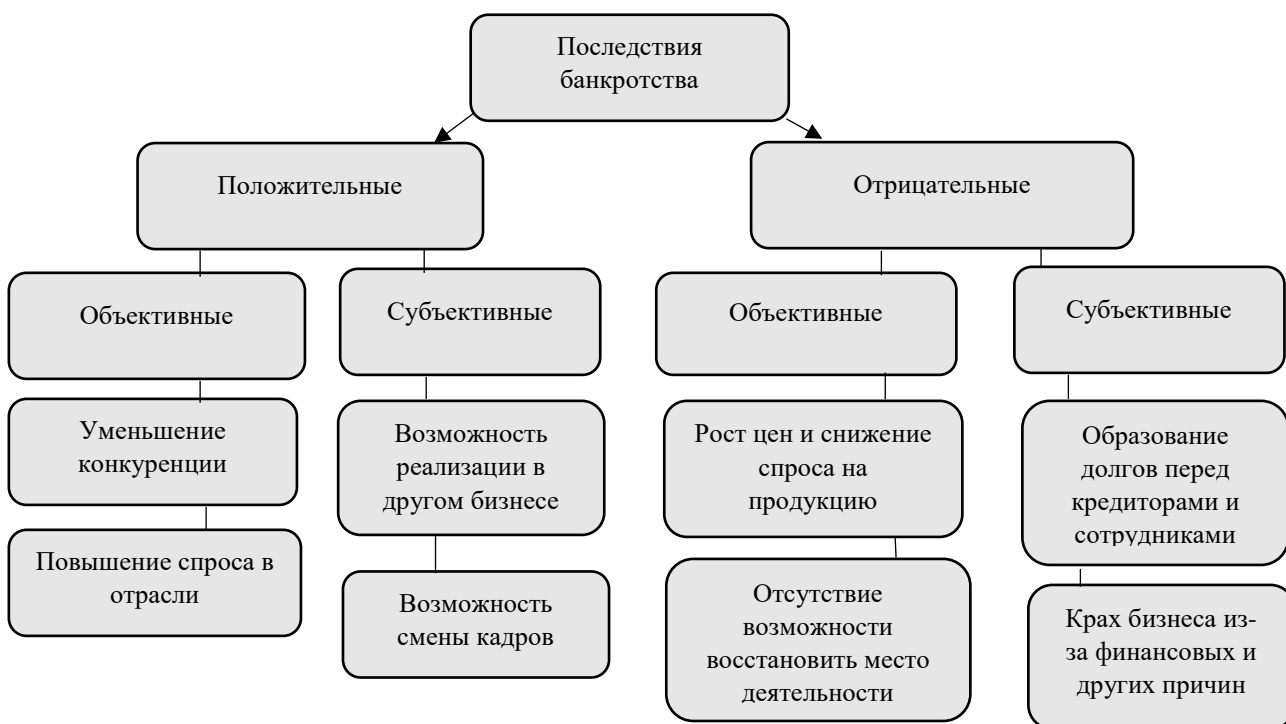 Последствия
банкротства
Положительные
Отрицательные
Объективные
Субъективные
Объективные
Субъективные
Уменьшение
конкуренции
Возможность
реализации в
другом бизнесе
Рост цен и снижение
спроса на
продукцию
Образование
долгов перед
кредиторами и
сотрудниками
Повышение спроса в
отрасли
Возможность
смены кадров
Отсутствие
возможности
восстановить место
деятельности
Крах бизнеса из-
за финансовых и
других причин